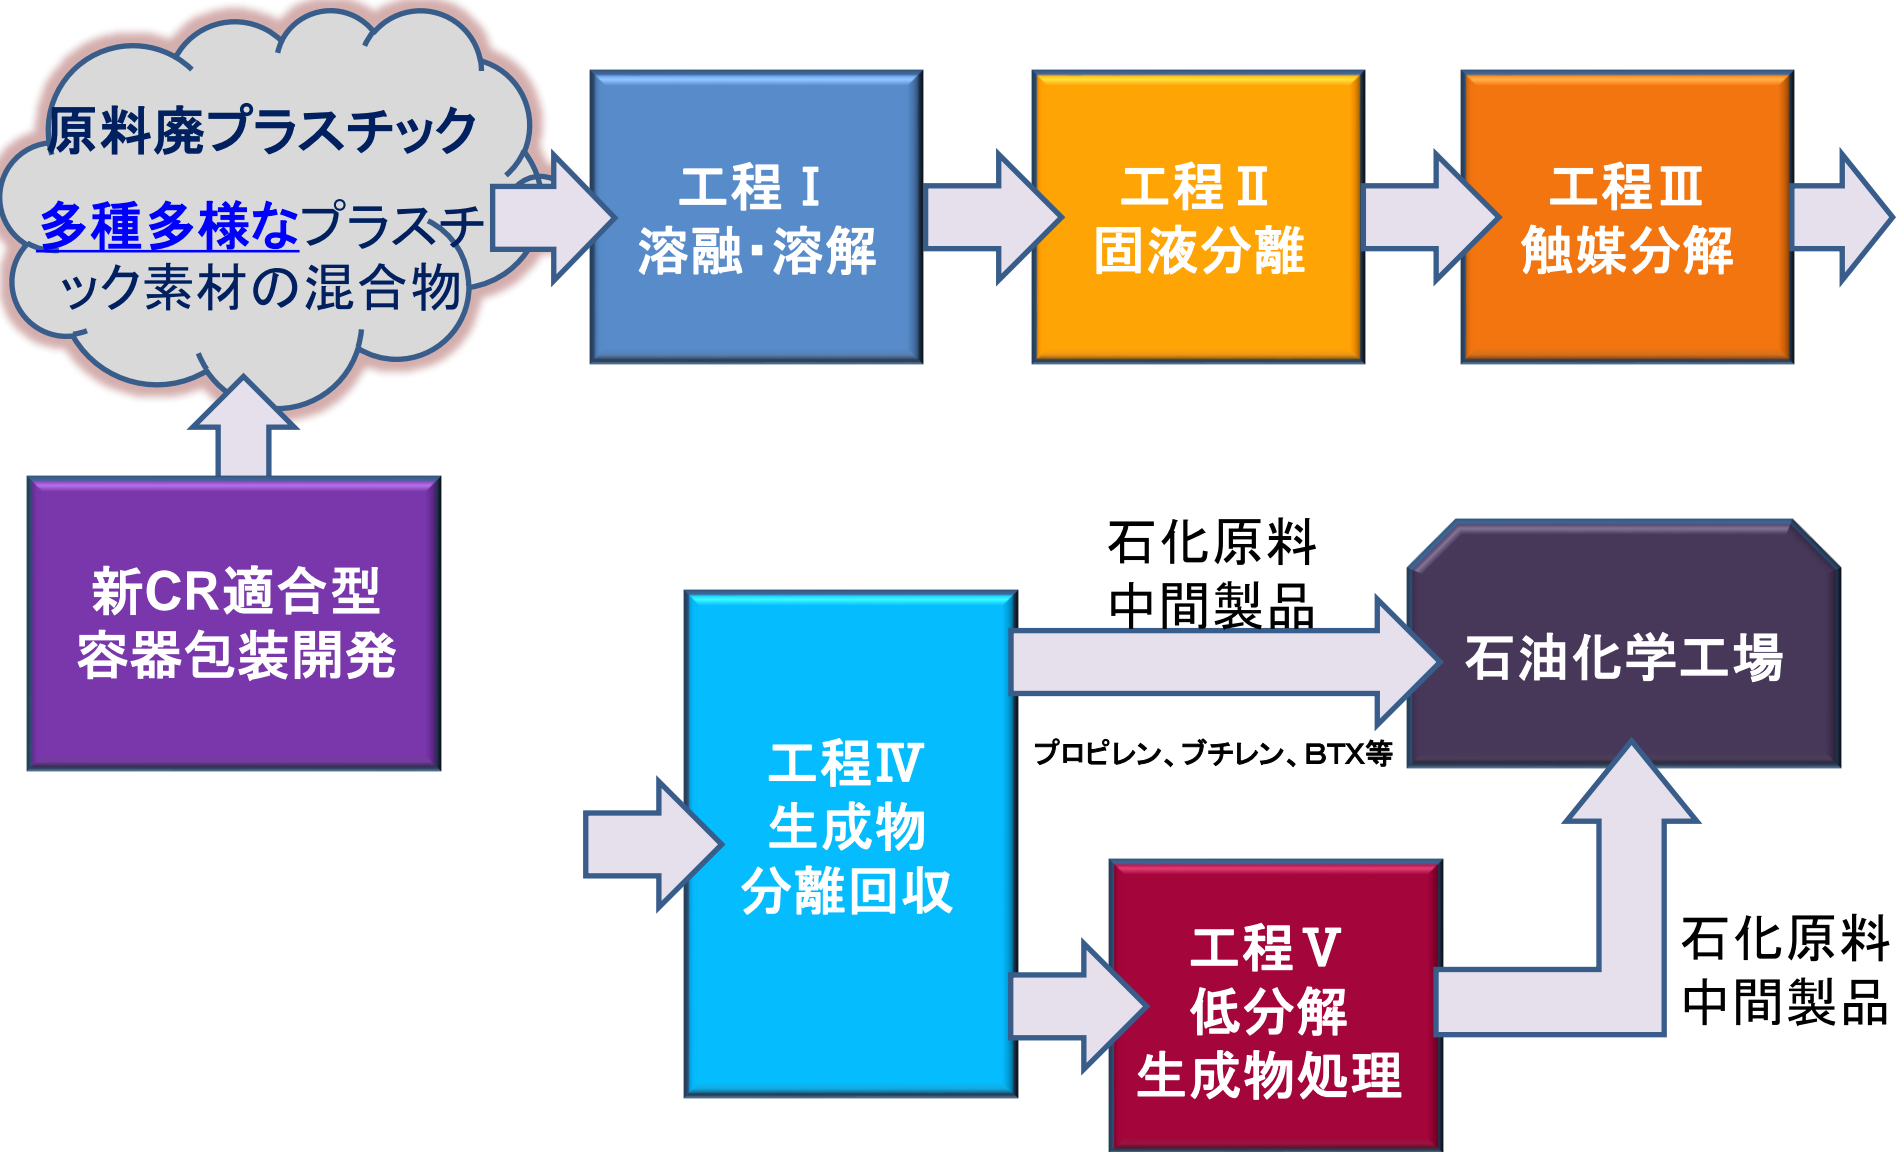 原料廃プラスチック
多種多様なプラスチ
ック素材の混合物
工程Ⅰ
溶融・溶解
工程Ⅱ
固液分離
工程Ⅲ
触媒分解
新CR適合型
容器包装開発
工程Ⅳ
生成物
分離回収
石化原料
中間製品
プロピレン、ブチレン、BTX等
石油化学工場
工程Ⅴ
低分解
生成物処理
石化原料
中間製品